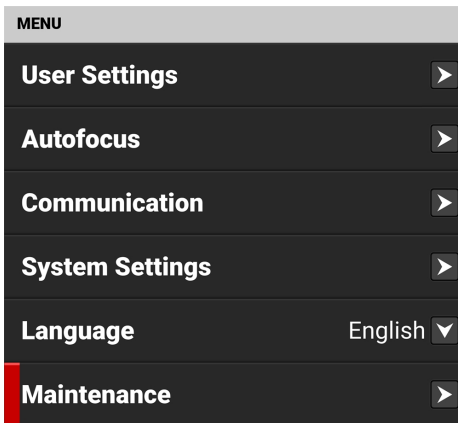 MENU
User Settings
Autofocus
Communication
System Settings
Language English
Maintenance